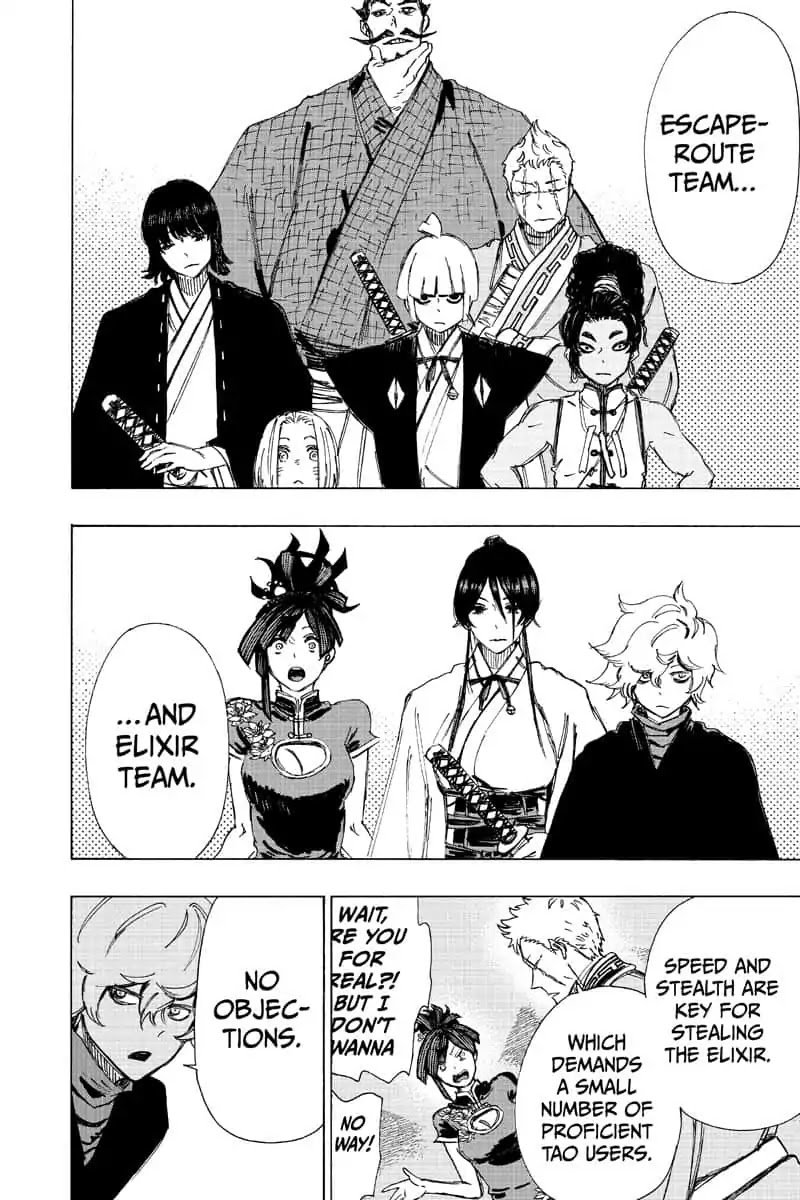 ESCAPE-
ROUTE
TEAM...
...AND
ELIXIR
TEAM.
SPEED AND
STEALTH ARE
KEY FOR
STEALING
THE ELIXIR.
WHICH
DEMANDS
A SMALL
NUMBER OF
PROFICIENT
TAO USERS.
WAIT,
RE YOU
FOR
REAL?!
BUT I
DON'T
WANNA
NO
WAY!
NO
OBJEC-
TIONS.